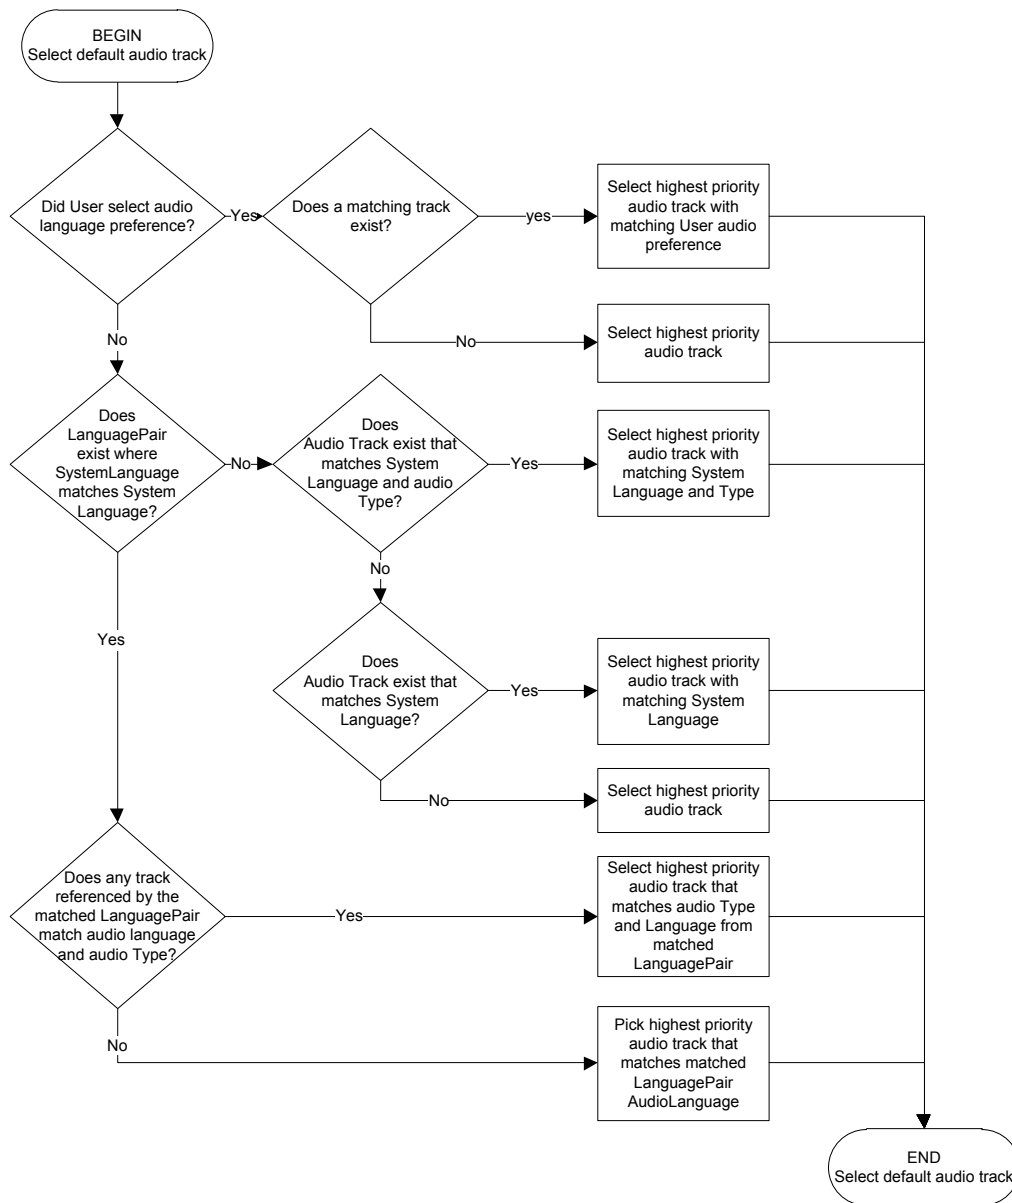 BEGIN
Select default audio track
Did User select audio
language preference?
Yes
Does a matching track
exist?
yes
Select highest priority
audio track with
matching User audio
preference
No
Select highest priority
audio track
No
Does
LanguagePair
exist where
SystemLanguage
matches System
Language?
No
Does
Audio Track exist that
matches System
Language and audio
Type?
Yes
Select highest priority
audio track with
matching System
Language and Type
No
Yes
Does
Audio Track exist that
matches System
Language?
Yes
Select highest priority
audio track with
matching System
Language
No
Select highest priority
audio track
Does any track
referenced by the
matched LanguagePair
match audio language
and audio Type?
Yes
Select highest priority
audio track that
matches audio Type
and Language from
matched
LanguagePair
No
Pick highest priority
audio track that
matches matched
LanguagePair
AudioLanguage
END
Select default audio track